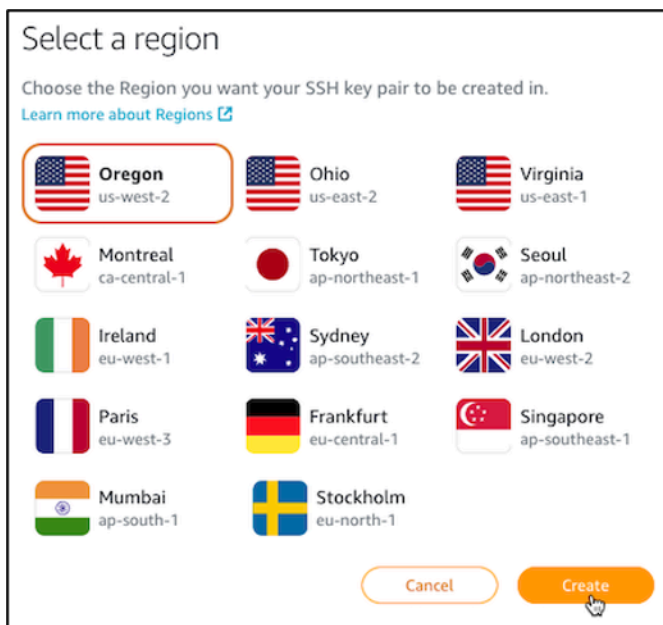 Select a region
Choose the Region you want your SSH key pair to be created in.
Learn more about Regions
Oregon
us-west-2
Ohio
us-east-2
Virginia
us-east-1
Montreal
ca-central-1
Tokyo
ap-northeast-1
Seoul
ap-northeast-2
Ireland
eu-west-1
Sydney
ap-southeast-2
London
eu-west-2
Paris
eu-west-3
Frankfurt
eu-central-1
Singapore
ap-southeast-1
Mumbai
ap-south-1
Stockholm
eu-north-1
Cancel
Create